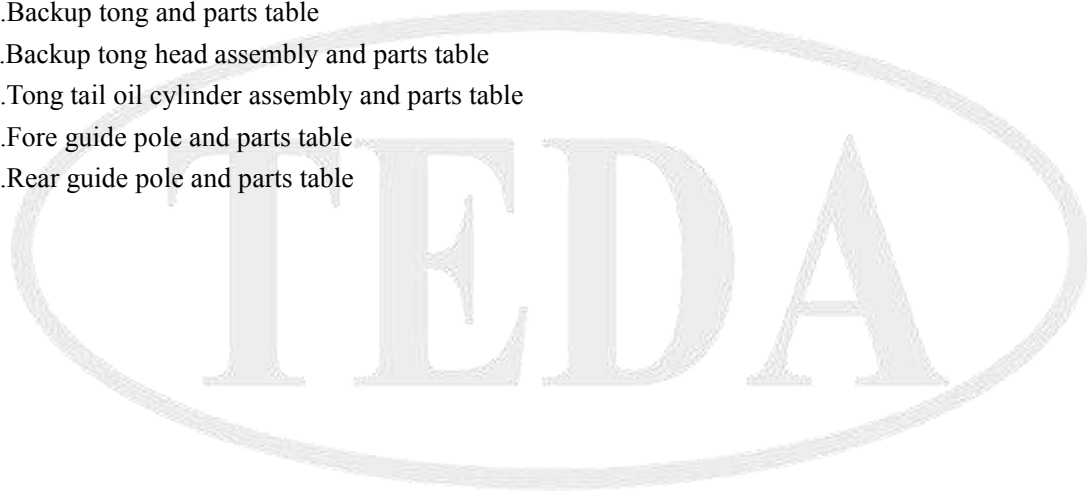 .Backup tong and parts table
.Backup tong head assembly and parts table
.Tong tail oil cylinder assembly and parts table
.Fore guide pole and parts table
.Rear guide pole and parts table
TEDA